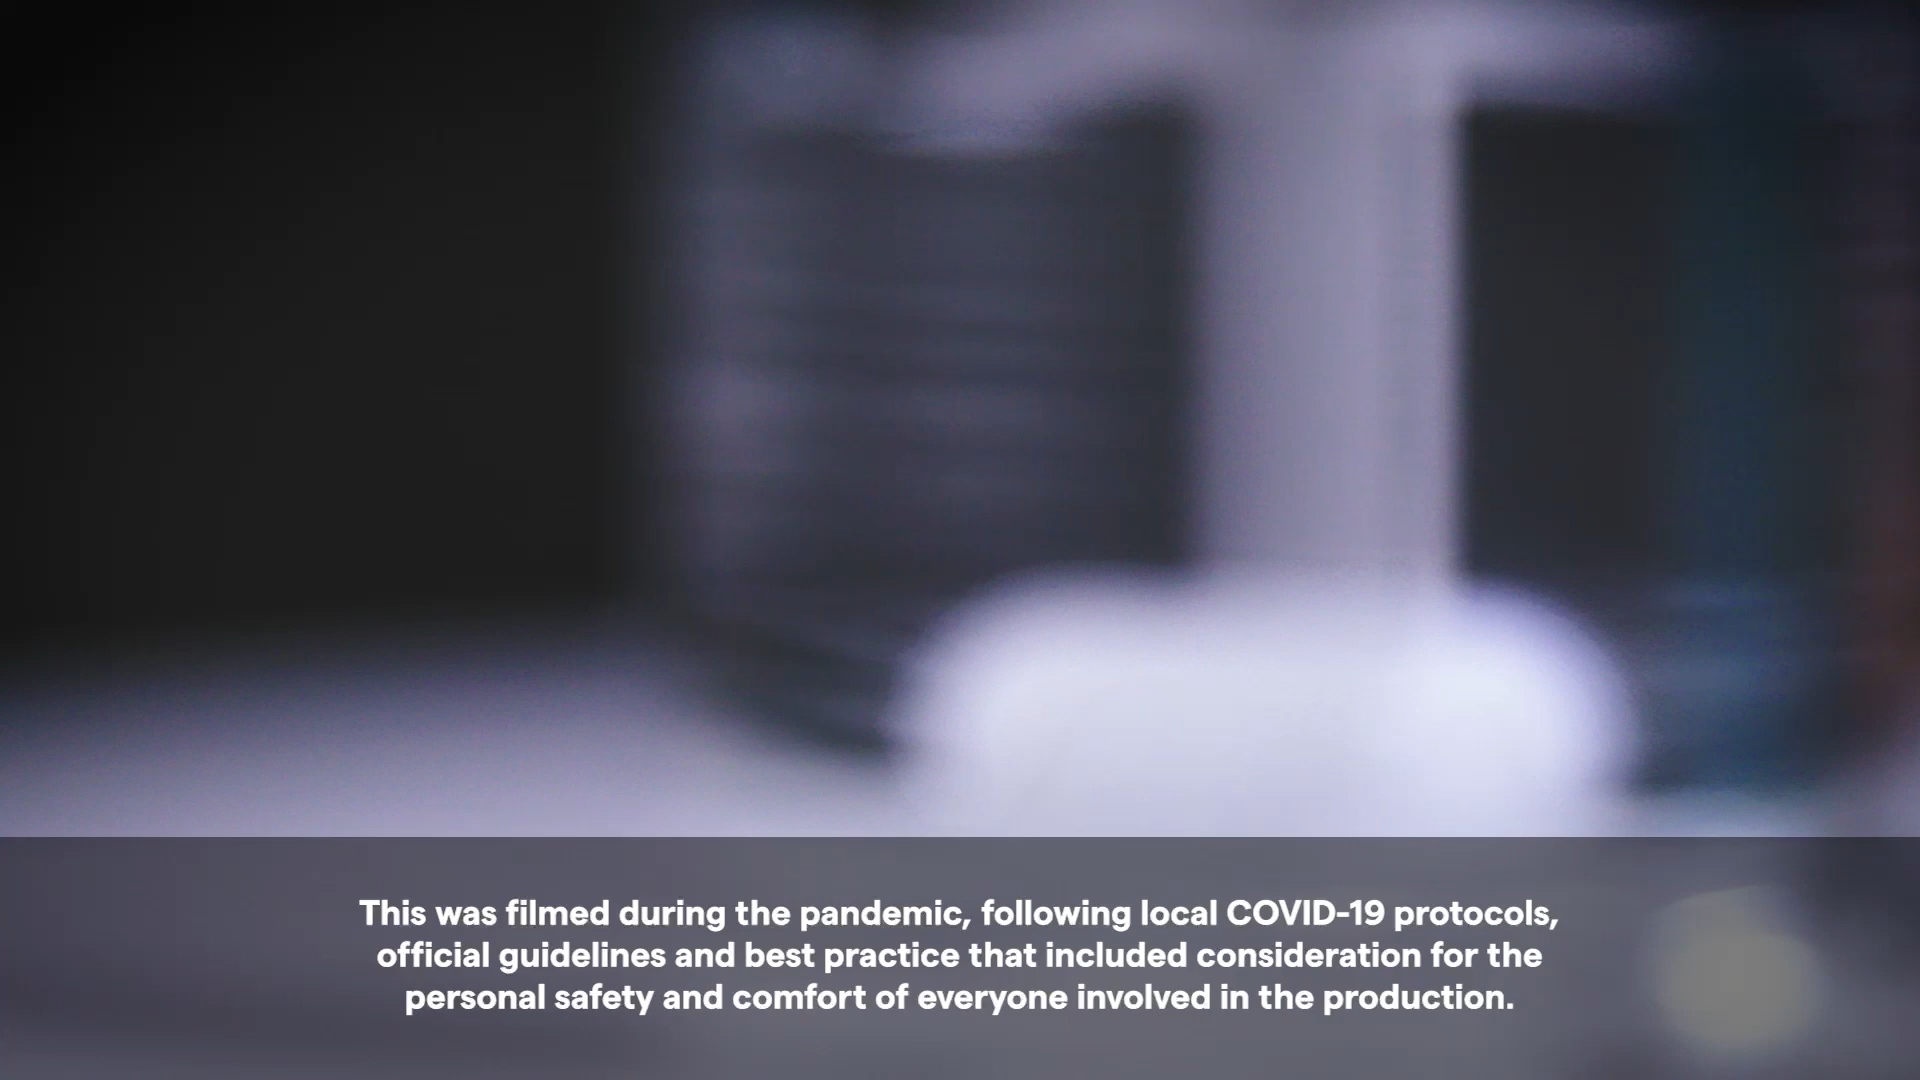 This was filmed during the pandemic, following local COVID-19 protocols,
official guidelines and best practice that included consideration for the
personal safety and comfort of everyone involved in the production.